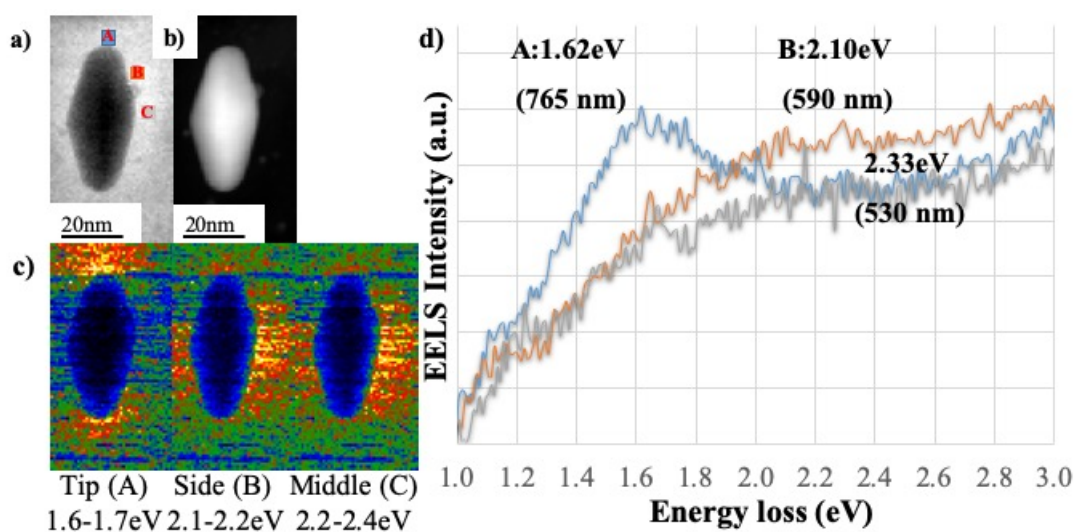 a)
A
B
C
20nm
b)
20nm
c)
Tip (A)
1.6-1.7eV
Side (B)
2.1-2.2eV
Middle (C)
2.2-2.4eV
d)
A:1.62eV
(765 nm)
B:2.10eV
(590 nm)
2.33eV
(530 nm)
EELS Intensity (a.u.)
1.0 1.2 1.4 1.6 1.8 2.0 2.2 2.4 2.6 2.8 3.0
Energy loss (eV)